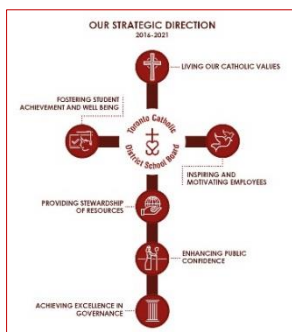 OUR STRATEGIC DIRECTION
2016-2021
LIVING OUR CATHOLIC VALUES
FOSTERING STUDENT
ACHIEVEMENT AND WELL BEING
Toronto Catholic
District School Board
INSPIRING AND
MOTIVATING EMPLOYEES
PROVIDING STEWARDSHIP
OF RESOURCES
ENHANCING PUBLIC
CONFIDENCE
ACHIEVING EXCELLENCE IN
GOVERNANCE